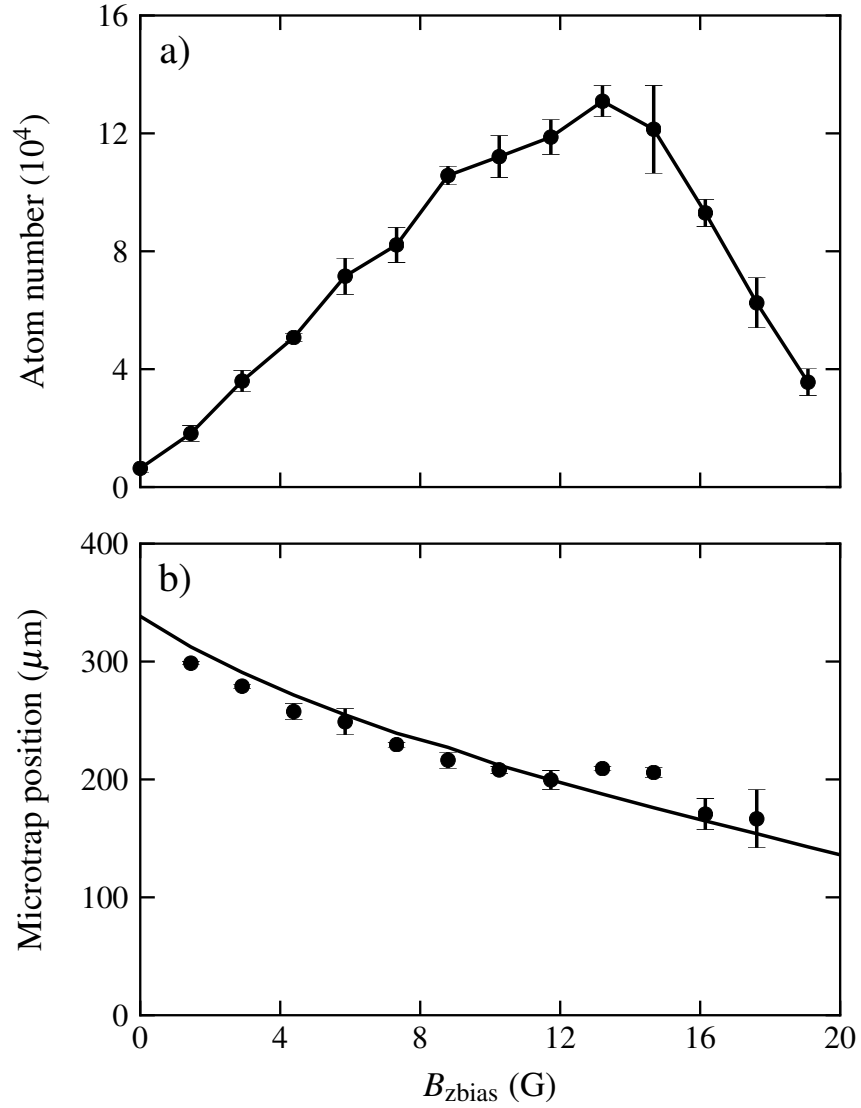 a)
Atom number (10⁴)
16
12
8
4
0
b)
Microtrap position (μm)
400
300
200
100
0
0 4 8 12 16 20
B_zbias (G)